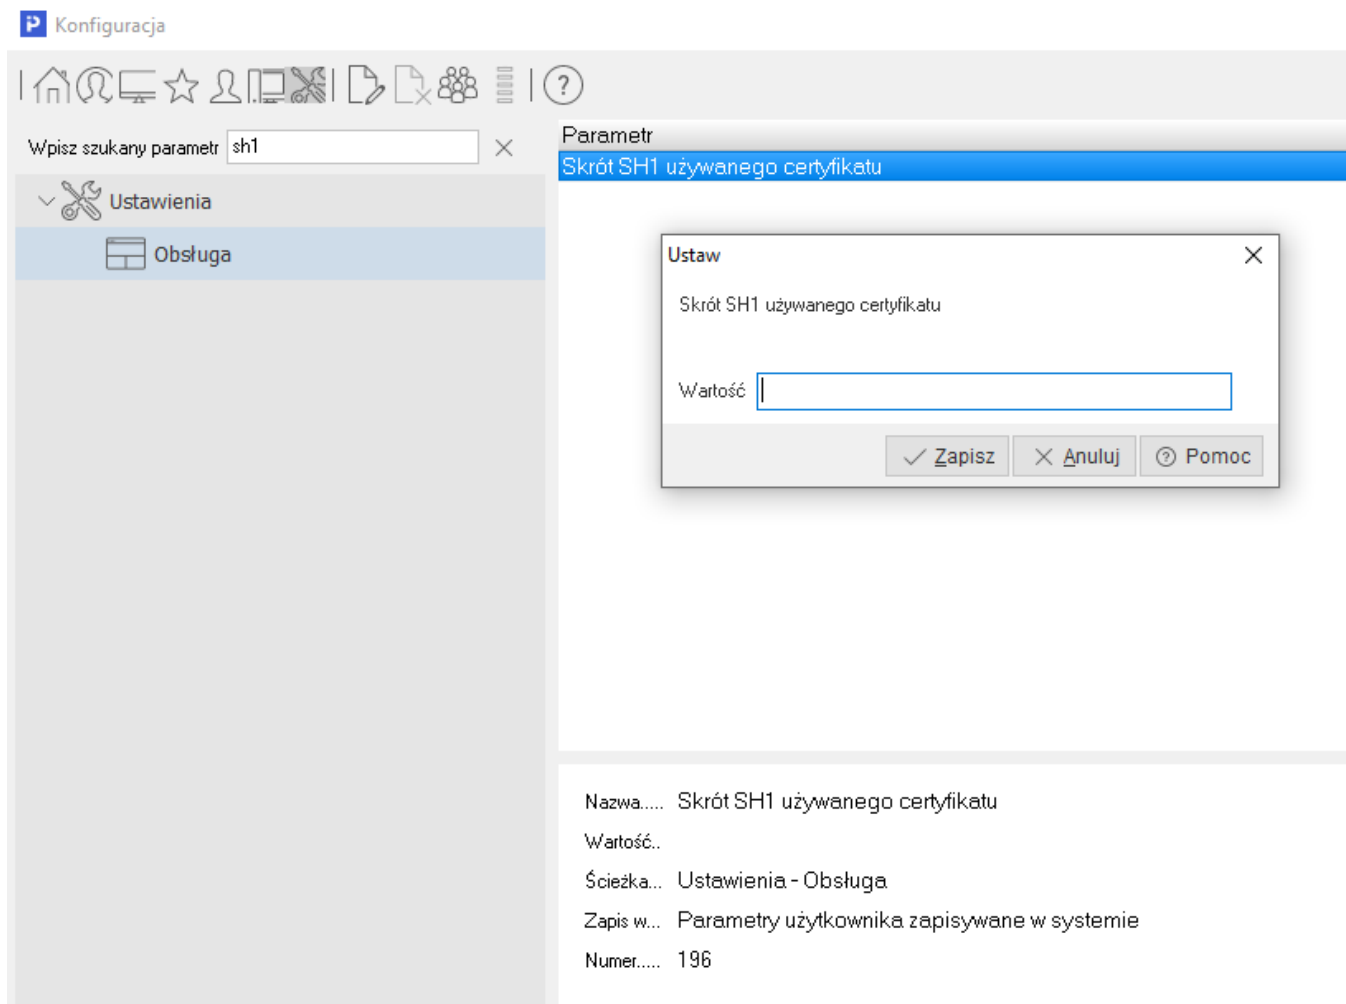 Konfiguracja
Wpisz szukany parametr sh1
Ustawienia
Obsługa
Parametr
Skrót SH1 używanego certyfikatu
Ustaw
Skrót SH1 używanego certyfikatu
Wartość
Zapisz Anuluj Pomoc
Nazwa..... Skrót SH1 używanego certyfikatu
Wartość..
Ścieżka... Ustawienia - Obsługa
Zapis w... Parametry użytkownika zapisywane w systemie
Numer..... 196